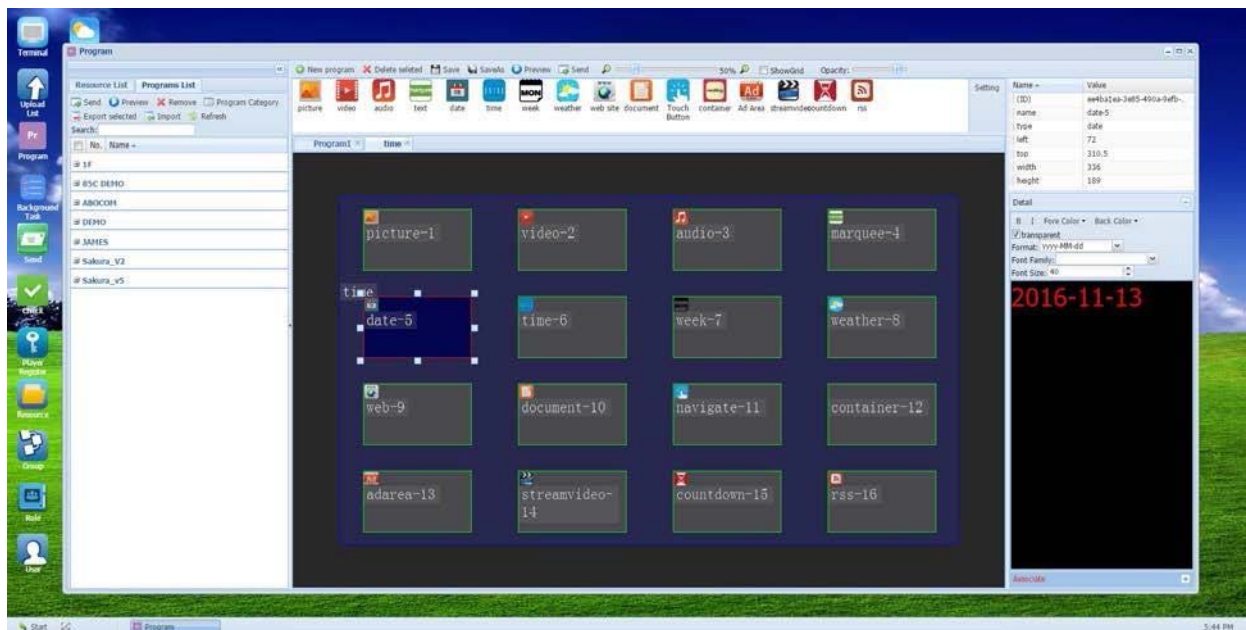 Terminal
Upload List
Program
Background Task
Send
Check
Player Register
Resource
Group
Role
User
Program
Resource List Programs List
Send Preview Remove Program Category
Export selected Import Refresh
Search:
No. Name
1F
85C DEMO
ABOCOM
DEMO
JAMES
Sakura_V2
Sakura_v5
New program Delete seleted Save SaveAs Preview Send 50% ShowGrid Opacity:
picture video audio text date time week weather web site document Touch Button container Ad Area streamvideo countdown rss
Setting
MON
Ad
Program1 time
picture-1 video-2 audio-3 marquee-4
time
date-5 time-6 week-7 weather-8
web-9 document-10 navigate-11 container-12
adarea-13 streamvideo-14 countdown-15 rss-16
Name Value
(ID)
name date-5
type date
left 72
top 310.5
width 336
height 189
Detail
B I Fore Color Back Color
transparent
Format: yyyy-MM-dd
Font Family:
Font Size: 40
2016-11-13
Associate
Start Program 5:44 PM